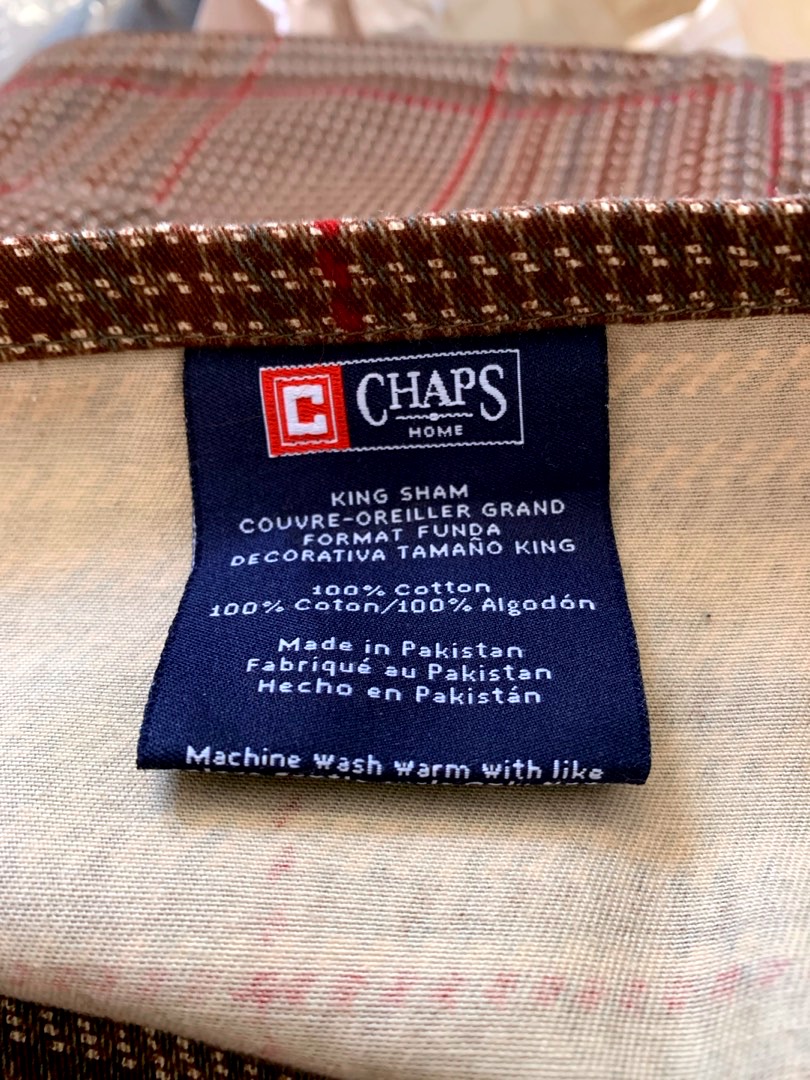 C CHAPS
HOME
KING SHAM
COUVRE-OREILLER GRAND
FORMAT FUNDA
DECORATIVA TAMAÑO KING
100% Cotton
100% Coton/100% Algodón
Made in Pakistan
Fabriqué au Pakistan
Hecho en Pakistán
Machine wash warm with like